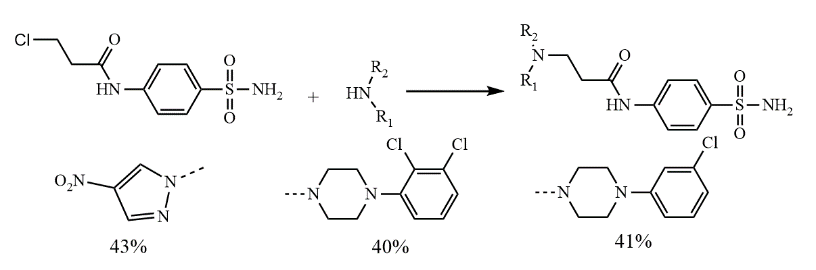 Cl
O
HN
O
S
NH₂
O
+
HN
R₂
R₁
R₂
N
R₁
O
HN
O
S
NH₂
O
O₂N
N
N
43%
Cl
Cl
N
N
40%
Cl
N
N
41%